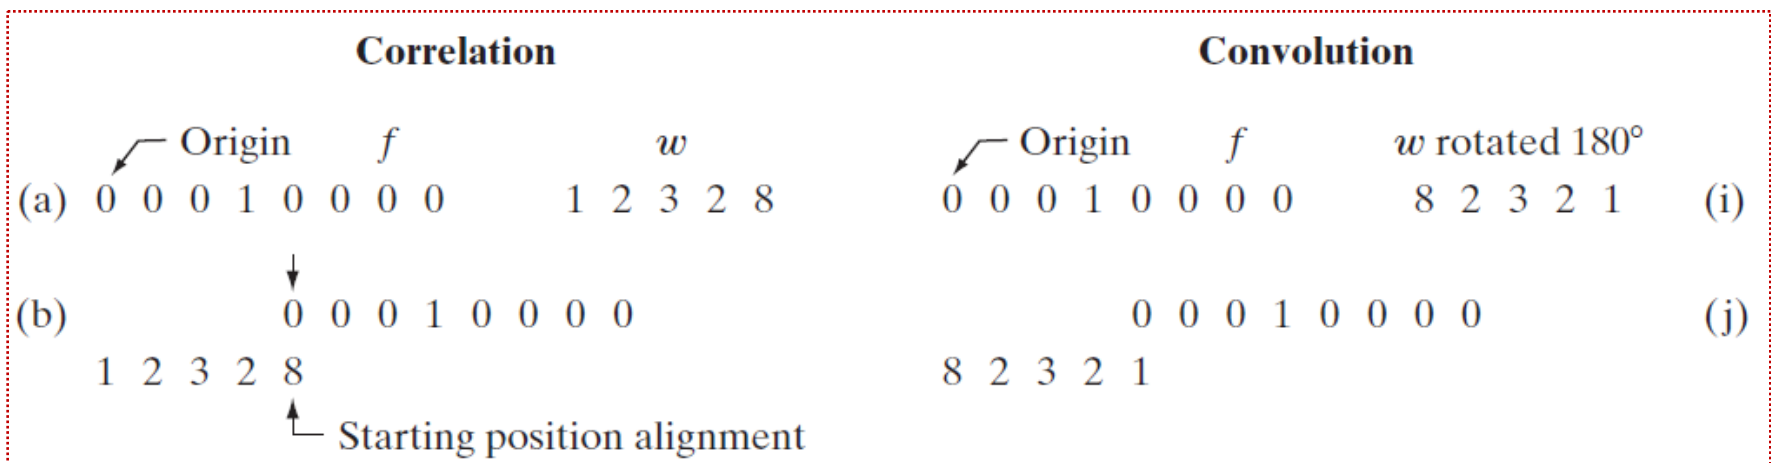 Correlation Convolution
Origin f w Origin f w rotated 180°
(a) 0 0 0 1 0 0 0 0 1 2 3 2 8 0 0 0 1 0 0 0 0 8 2 3 2 1 (i)
(b) 0 0 0 1 0 0 0 0 0 0 0 1 0 0 0 0 (j)
1 2 3 2 8 8 2 3 2 1
Starting position alignment